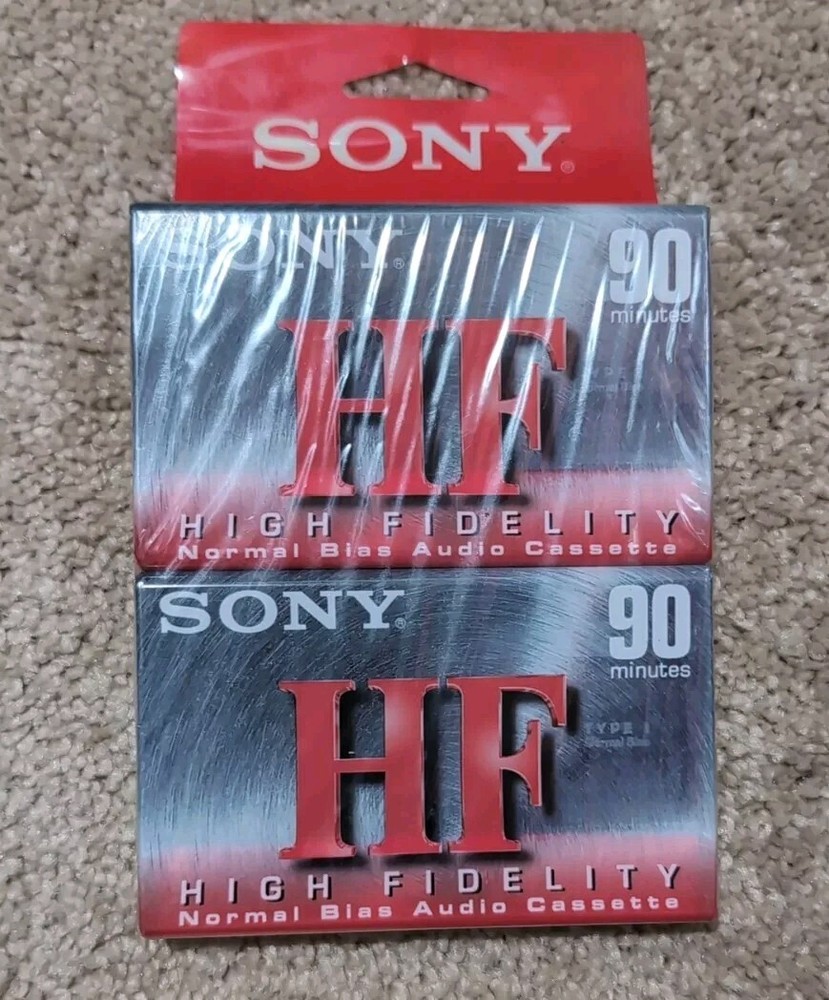 SONY®
SONY®
90
minutes
HF
HIGH FIDELITY
Normal Bias Audio Cassette
SONY®
90
minutes
HF
TYPE I
Normal Bias
HIGH FIDELITY
Normal Bias Audio Cassette